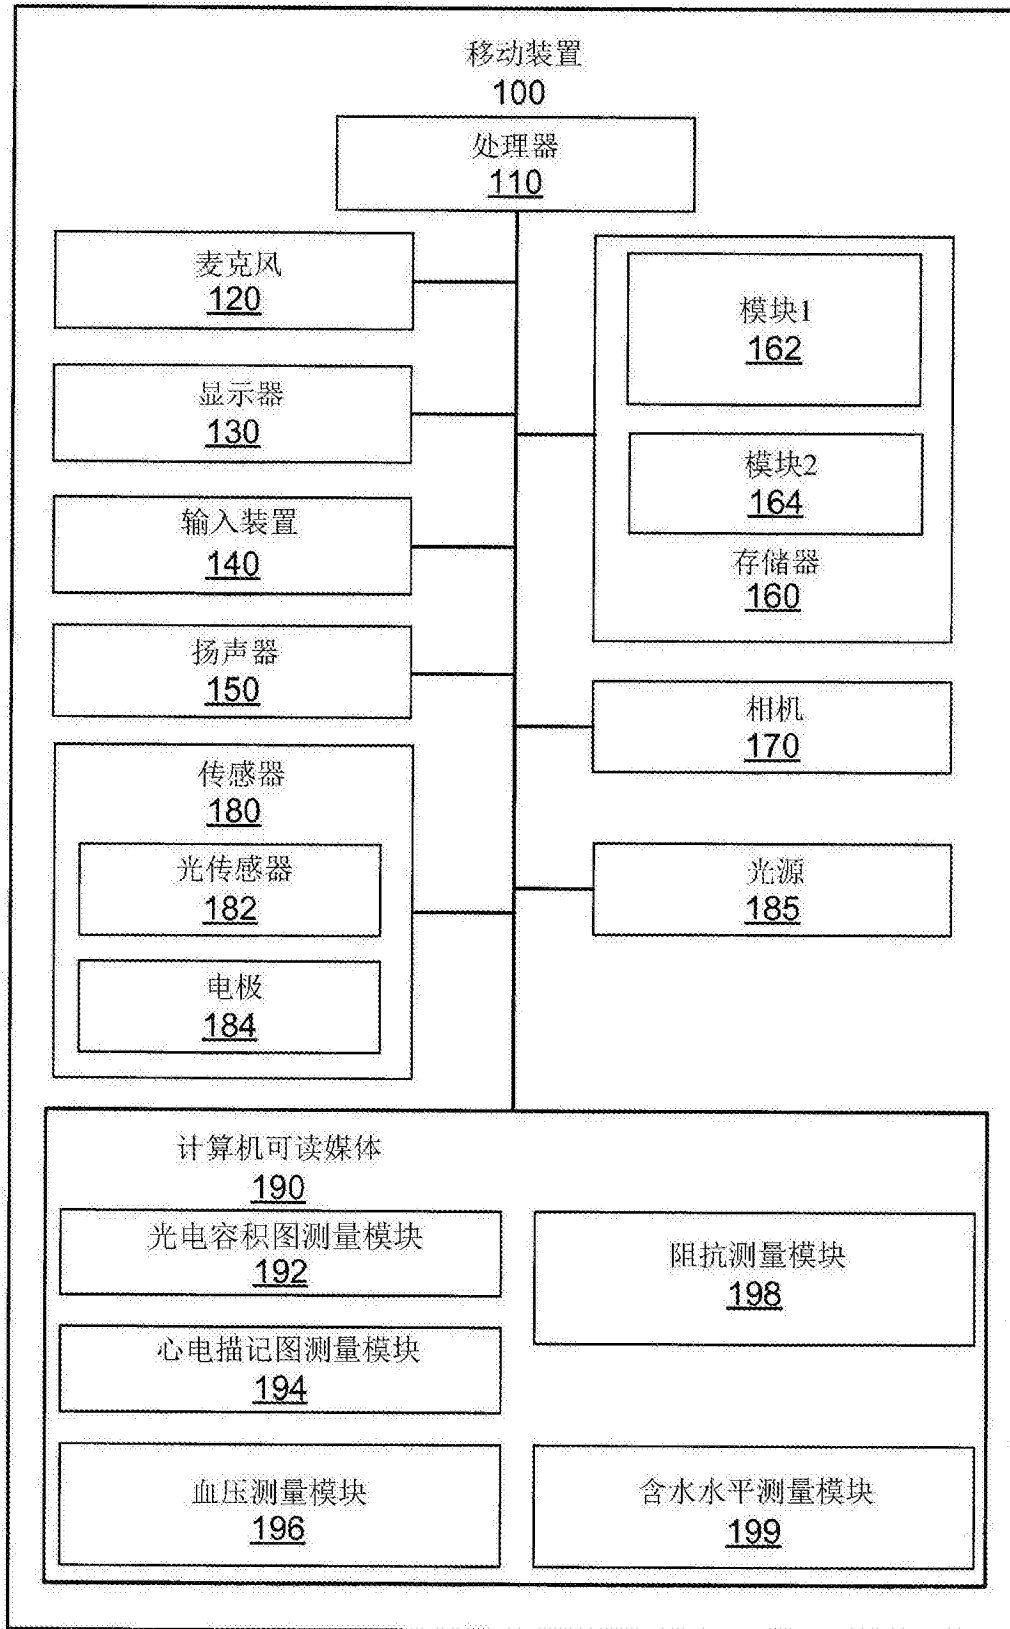 移动装置
100
处理器
110
麦克风
120
显示器
130
输入装置
140
扬声器
150
传感器
180
光传感器
182
电极
184
模块1
162
模块2
164
存储器
160
相机
170
光源
185
计算机可读媒体
190
光电容积图测量模块
192
心电描记图测量模块
194
血压测量模块
196
阻抗测量模块
198
含水水平测量模块
199